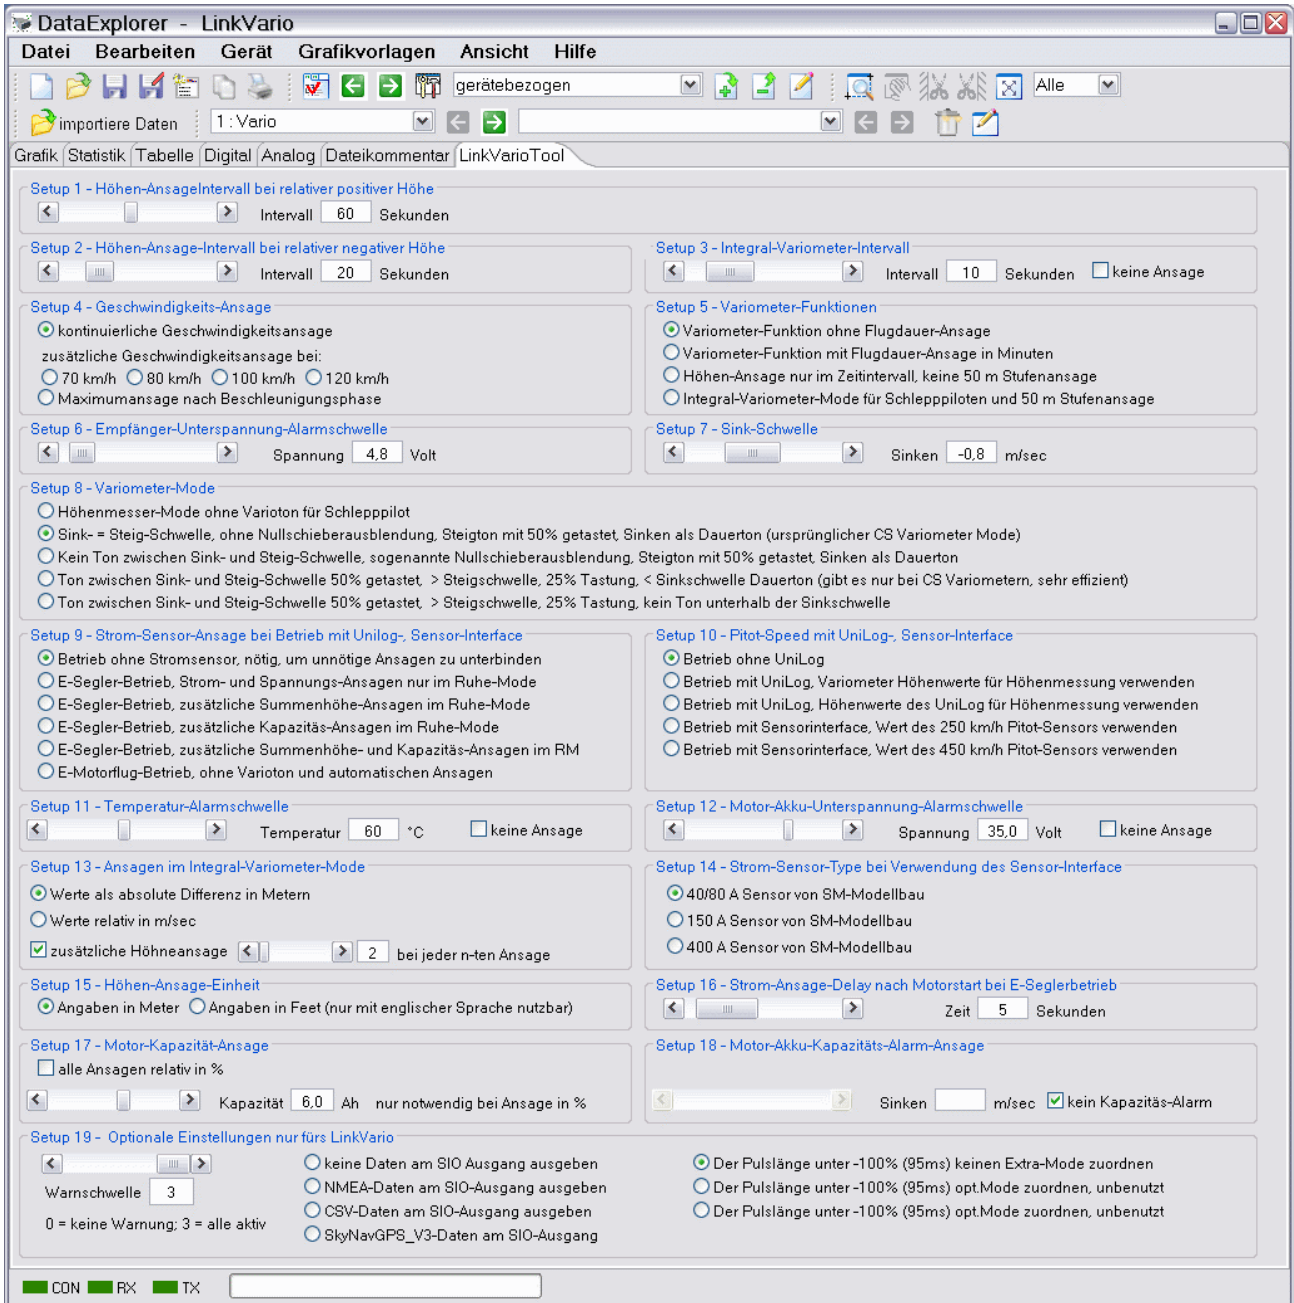 DataExplorer - LinkVario
Datei Bearbeiten Gerät Grafikvorlagen Ansicht Hilfe
gerätebezogen Alle
importiere Daten 1 : Vario
Grafik Statistik Tabelle Digital Analog Dateikommentar LinkVarioTool
Setup 1 - Höhen-AnsageIntervall bei relativer positiver Höhe
Intervall 60 Sekunden
Setup 2 - Höhen-Ansage-Intervall bei relativer negativer Höhe
Intervall 20 Sekunden
Setup 3 - Integral-Variometer-Intervall
Intervall 10 Sekunden keine Ansage
Setup 4 - Geschwindigkeits-Ansage
kontinuierliche Geschwindigkeitsansage
zusätzliche Geschwindigkeitsansage bei:
70 km/h 80 km/h 100 km/h 120 km/h
Maximumansage nach Beschleunigungsphase
Setup 5 - Variometer-Funktionen
Variometer-Funktion ohne Flugdauer-Ansage
Variometer-Funktion mit Flugdauer-Ansage in Minuten
Höhen-Ansage nur im Zeitintervall, keine 50 m Stufenansage
Integral-Variometer-Mode für Schlepppiloten und 50 m Stufenansage
Setup 6 - Empfänger-Unterspannung-Alarmschwelle
Spannung 4,8 Volt
Setup 7 - Sink-Schwelle
Sinken -0,8 m/sec
Setup 8 - Variometer-Mode
Höhenmesser-Mode ohne Varioton für Schlepppilot
Sink- = Steig-Schwelle, ohne Nullschieberausblendung, Steigton mit 50% getastet, Sinken als Dauerton (ursprünglicher CS Variometer Mode)
Kein Ton zwischen Sink- und Steig-Schwelle, sogenannte Nullschieberausblendung, Steigton mit 50% getastet, Sinken als Dauerton
Ton zwischen Sink- und Steig-Schwelle 50% getastet, > Steigschwelle, 25% Tastung, < Sinkschwelle Dauerton (gibt es nur bei CS Variometern, sehr effizient)
Ton zwischen Sink- und Steig-Schwelle 50% getastet, > Steigschwelle, 25% Tastung, kein Ton unterhalb der Sinkschwelle
Setup 9 - Strom-Sensor-Ansage bei Betrieb mit Unilog-, Sensor-Interface
Betrieb ohne Stromsensor, nötig, um unnötige Ansagen zu unterbinden
E-Segler-Betrieb, Strom- und Spannungs-Ansagen nur im Ruhe-Mode
E-Segler-Betrieb, zusätzliche Summenhöhe-Ansagen im Ruhe-Mode
E-Segler-Betrieb, zusätzliche Kapazitäs-Ansagen im Ruhe-Mode
E-Segler-Betrieb, zusätzliche Summenhöhe- und Kapazitäs-Ansagen im RM
E-Motorflug-Betrieb, ohne Varioton und automatischen Ansagen
Setup 10 - Pitot-Speed mit UniLog-, Sensor-Interface
Betrieb ohne UniLog
Betrieb mit UniLog, Variometer Höhenwerte für Höhenmessung verwenden
Betrieb mit UniLog, Höhenwerte des UniLog für Höhenmessung verwenden
Betrieb mit Sensorinterface, Wert des 250 km/h Pitot-Sensors verwenden
Betrieb mit Sensorinterface, Wert des 450 km/h Pitot-Sensors verwenden
Setup 11 - Temperatur-Alarmschwelle
Temperatur 60 °C keine Ansage
Setup 12 - Motor-Akku-Unterspannung-Alarmschwelle
Spannung 35,0 Volt keine Ansage
Setup 13 - Ansagen im Integral-Variometer-Mode
Werte als absolute Differenz in Metern
Werte relativ in m/sec
zusätzliche Höhneansage 2 bei jeder n-ten Ansage
Setup 14 - Strom-Sensor-Type bei Verwendung des Sensor-Interface
40/80 A Sensor von SM-Modellbau
150 A Sensor von SM-Modellbau
400 A Sensor von SM-Modellbau
Setup 15 - Höhen-Ansage-Einheit
Angaben in Meter Angaben in Feet (nur mit englischer Sprache nutzbar)
Setup 16 - Strom-Ansage-Delay nach Motorstart bei E-Seglerbetrieb
Zeit 5 Sekunden
Setup 17 - Motor-Kapazität-Ansage
alle Ansagen relativ in %
Kapazität 6,0 Ah nur notwendig bei Ansage in %
Setup 18 - Motor-Akku-Kapazitäts-Alarm-Ansage
Sinken m/sec kein Kapazitäs-Alarm
Setup 19 - Optionale Einstellungen nur fürs LinkVario
Warnschwelle 3
0 = keine Warnung; 3 = alle aktiv
keine Daten am SIO Ausgang ausgeben
NMEA-Daten am SIO-Ausgang ausgeben
CSV-Daten am SIO-Ausgang ausgeben
SkyNavGPS_V3-Daten am SIO-Ausgang
Der Pulslänge unter -100% (95ms) keinen Extra-Mode zuordnen
Der Pulslänge unter -100% (95ms) opt.Mode zuordnen, unbenutzt
Der Pulslänge unter -100% (95ms) opt.Mode zuordnen, unbenutzt
CON RX TX